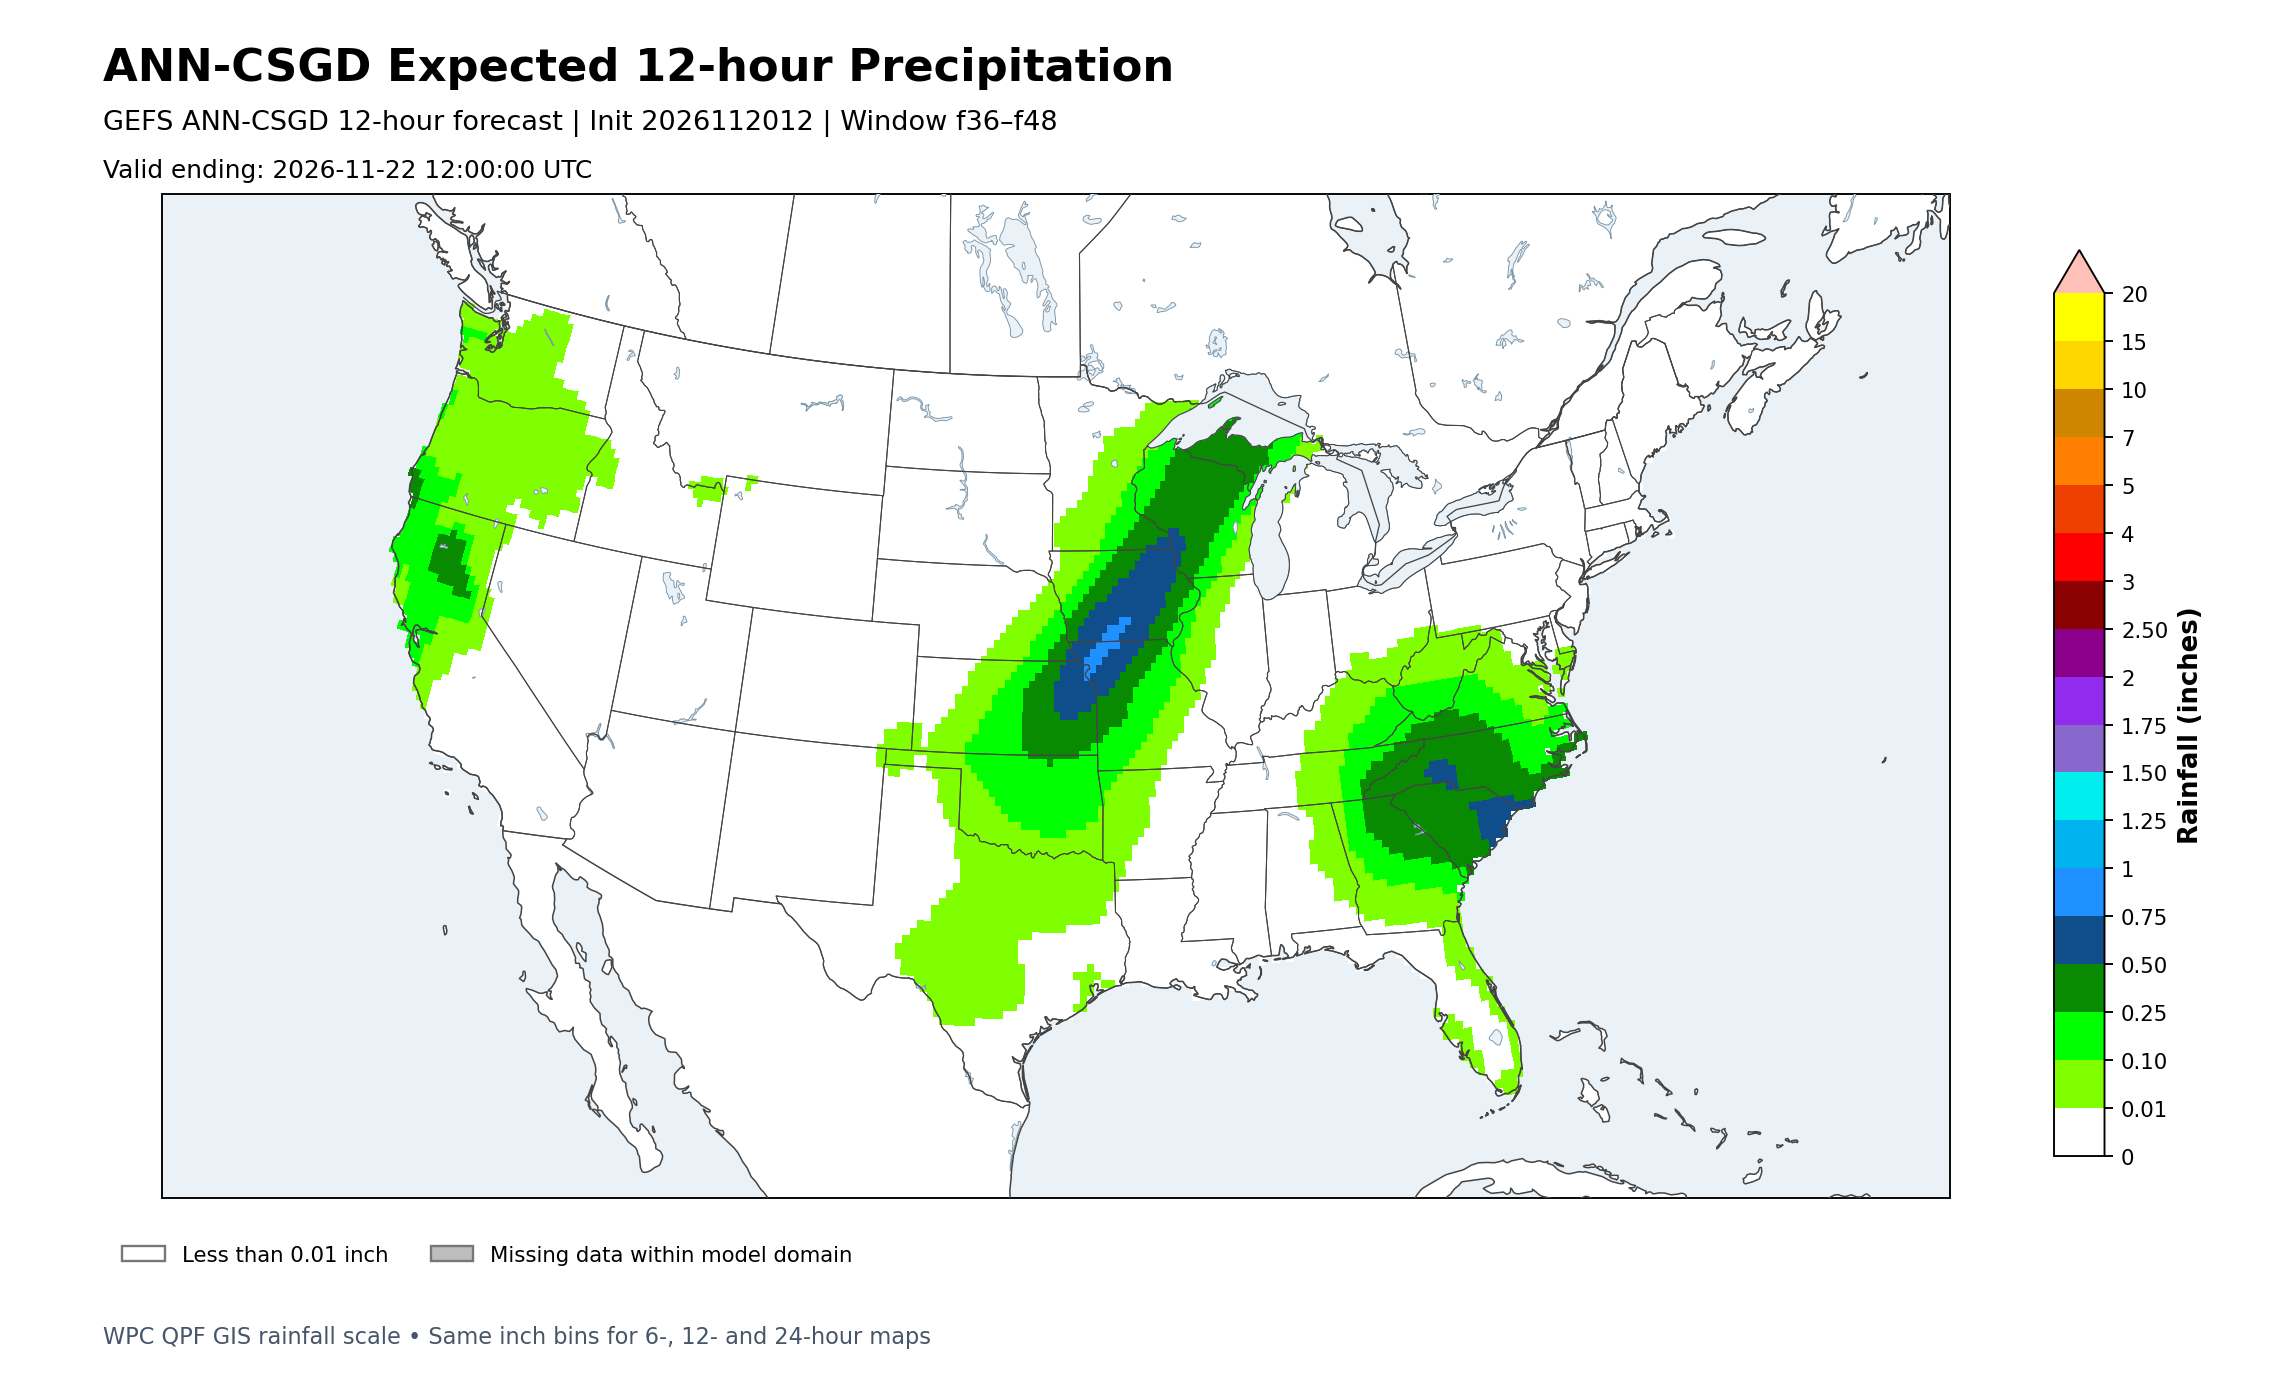 ANN-CSGD Expected 12-hour Precipitation
GEFS ANN-CSGD 12-hour forecast | Init 2026112012 | Window f36–f48
Valid ending: 2026-11-22 12:00:00 UTC
20
15
10
7
5
4
3
2.50
2
1.75
1.50
1.25
1
0.75
0.50
0.25
0.10
0.01
0
Rainfall (inches)
Less than 0.01 inch
Missing data within model domain
WPC QPF GIS rainfall scale • Same inch bins for 6-, 12- and 24-hour maps